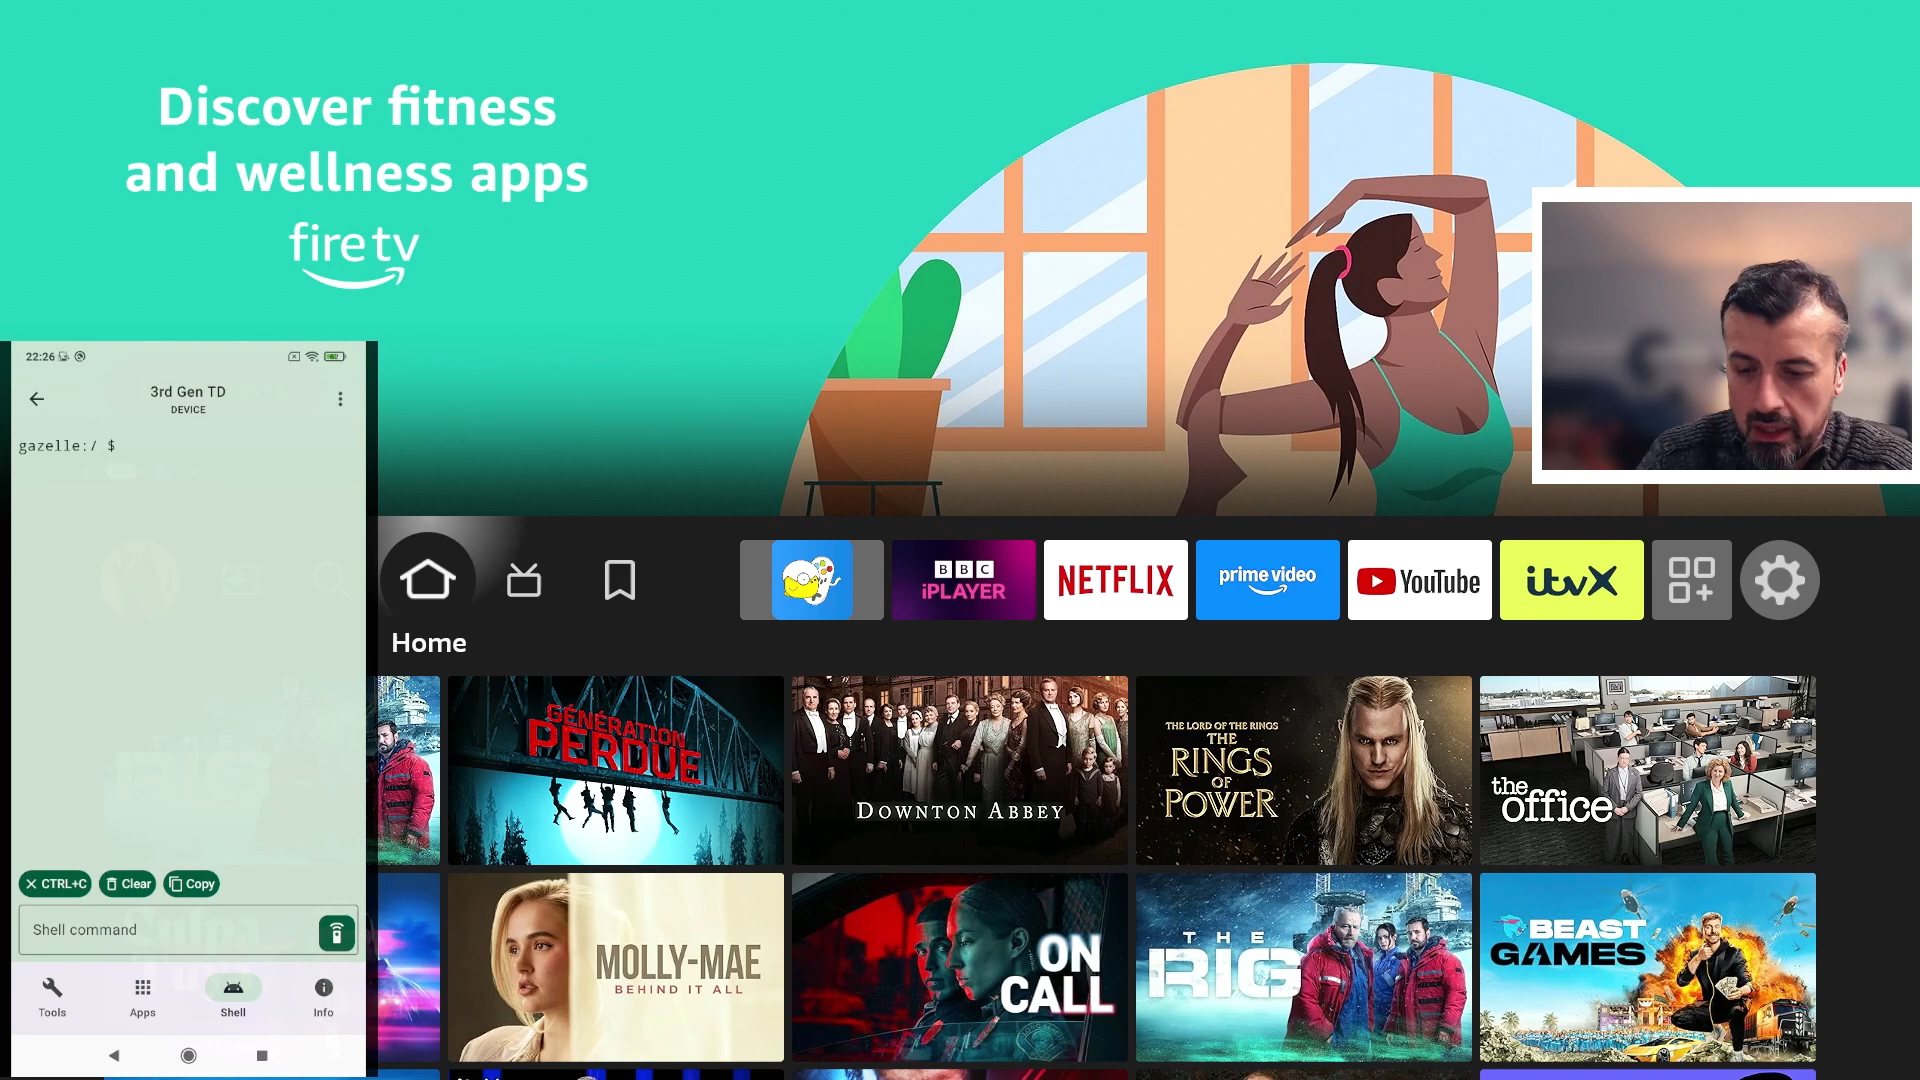 Discover fitness
and wellness apps
fire tv
22:26
3rd Gen TD
DEVICE
gazelle:/ $
CTRL+C
Clear
Copy
Shell command
Tools
Apps
Shell
Info
BBC
iPLAYER
NETFLIX
prime video
YouTube
itvX
Home
GÉNÉRATION
PERDUE
DOWNTON ABBEY
THE LORD OF THE RINGS
THE
RINGS
OF
POWER
the
office
MOLLY-MAE
BEHIND IT ALL
ON
CALL
THE
RIG
BEAST
GAMES